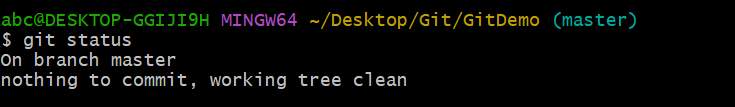 abc@DESKTOP-GGIJI9H MINGW64 ~/Desktop/Git/GitDemo (master)
$ git status
On branch master
nothing to commit, working tree clean